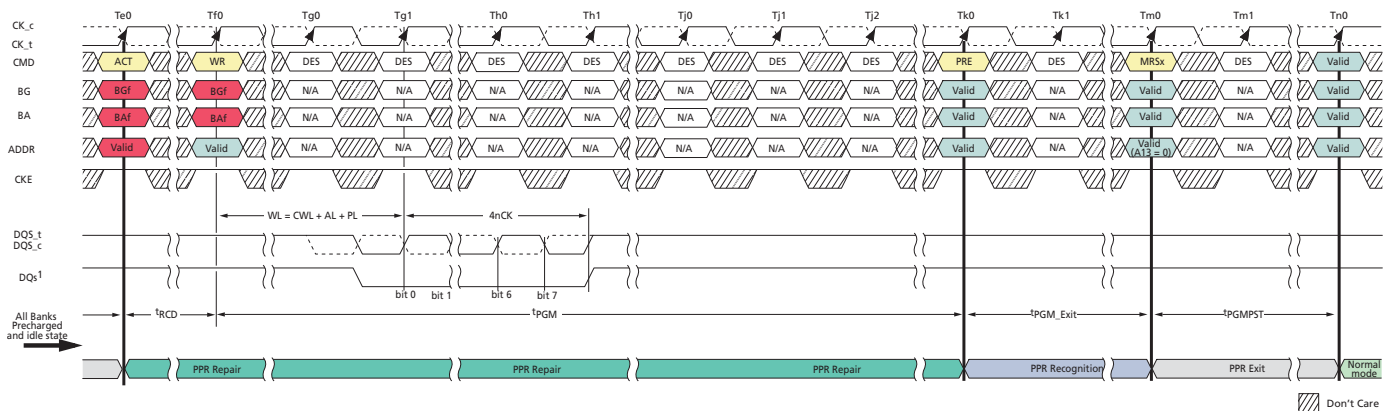 Te0 Tf0 Tg0 Tg1 Th0 Th1 Tj0 Tj1 Tj2 Tk0 Tk1 Tm0 Tm1 Tn0
CK_c
CK_t
CMD ACT WR DES DES DES DES DES DES DES PRE DES MRSx DES Valid
BG BGf BGf N/A N/A N/A N/A N/A N/A N/A Valid N/A Valid N/A Valid
BA BAf BAf N/A N/A N/A N/A N/A N/A N/A Valid N/A Valid N/A Valid
ADDR Valid Valid N/A N/A N/A N/A N/A N/A N/A Valid N/A Valid (A13 = 0) N/A Valid
CKE
WL = CWL + AL + PL 4nCK
DQS_t
DQS_c
DQs1
bit 0 bit 1 bit 6 bit 7
All Banks
Precharged
and idle state
tRCD tPGM tPGM_Exit tPGMPST
PPR Repair PPR Repair PPR Repair PPR Recognition PPR Exit Normal
mode
Don't Care